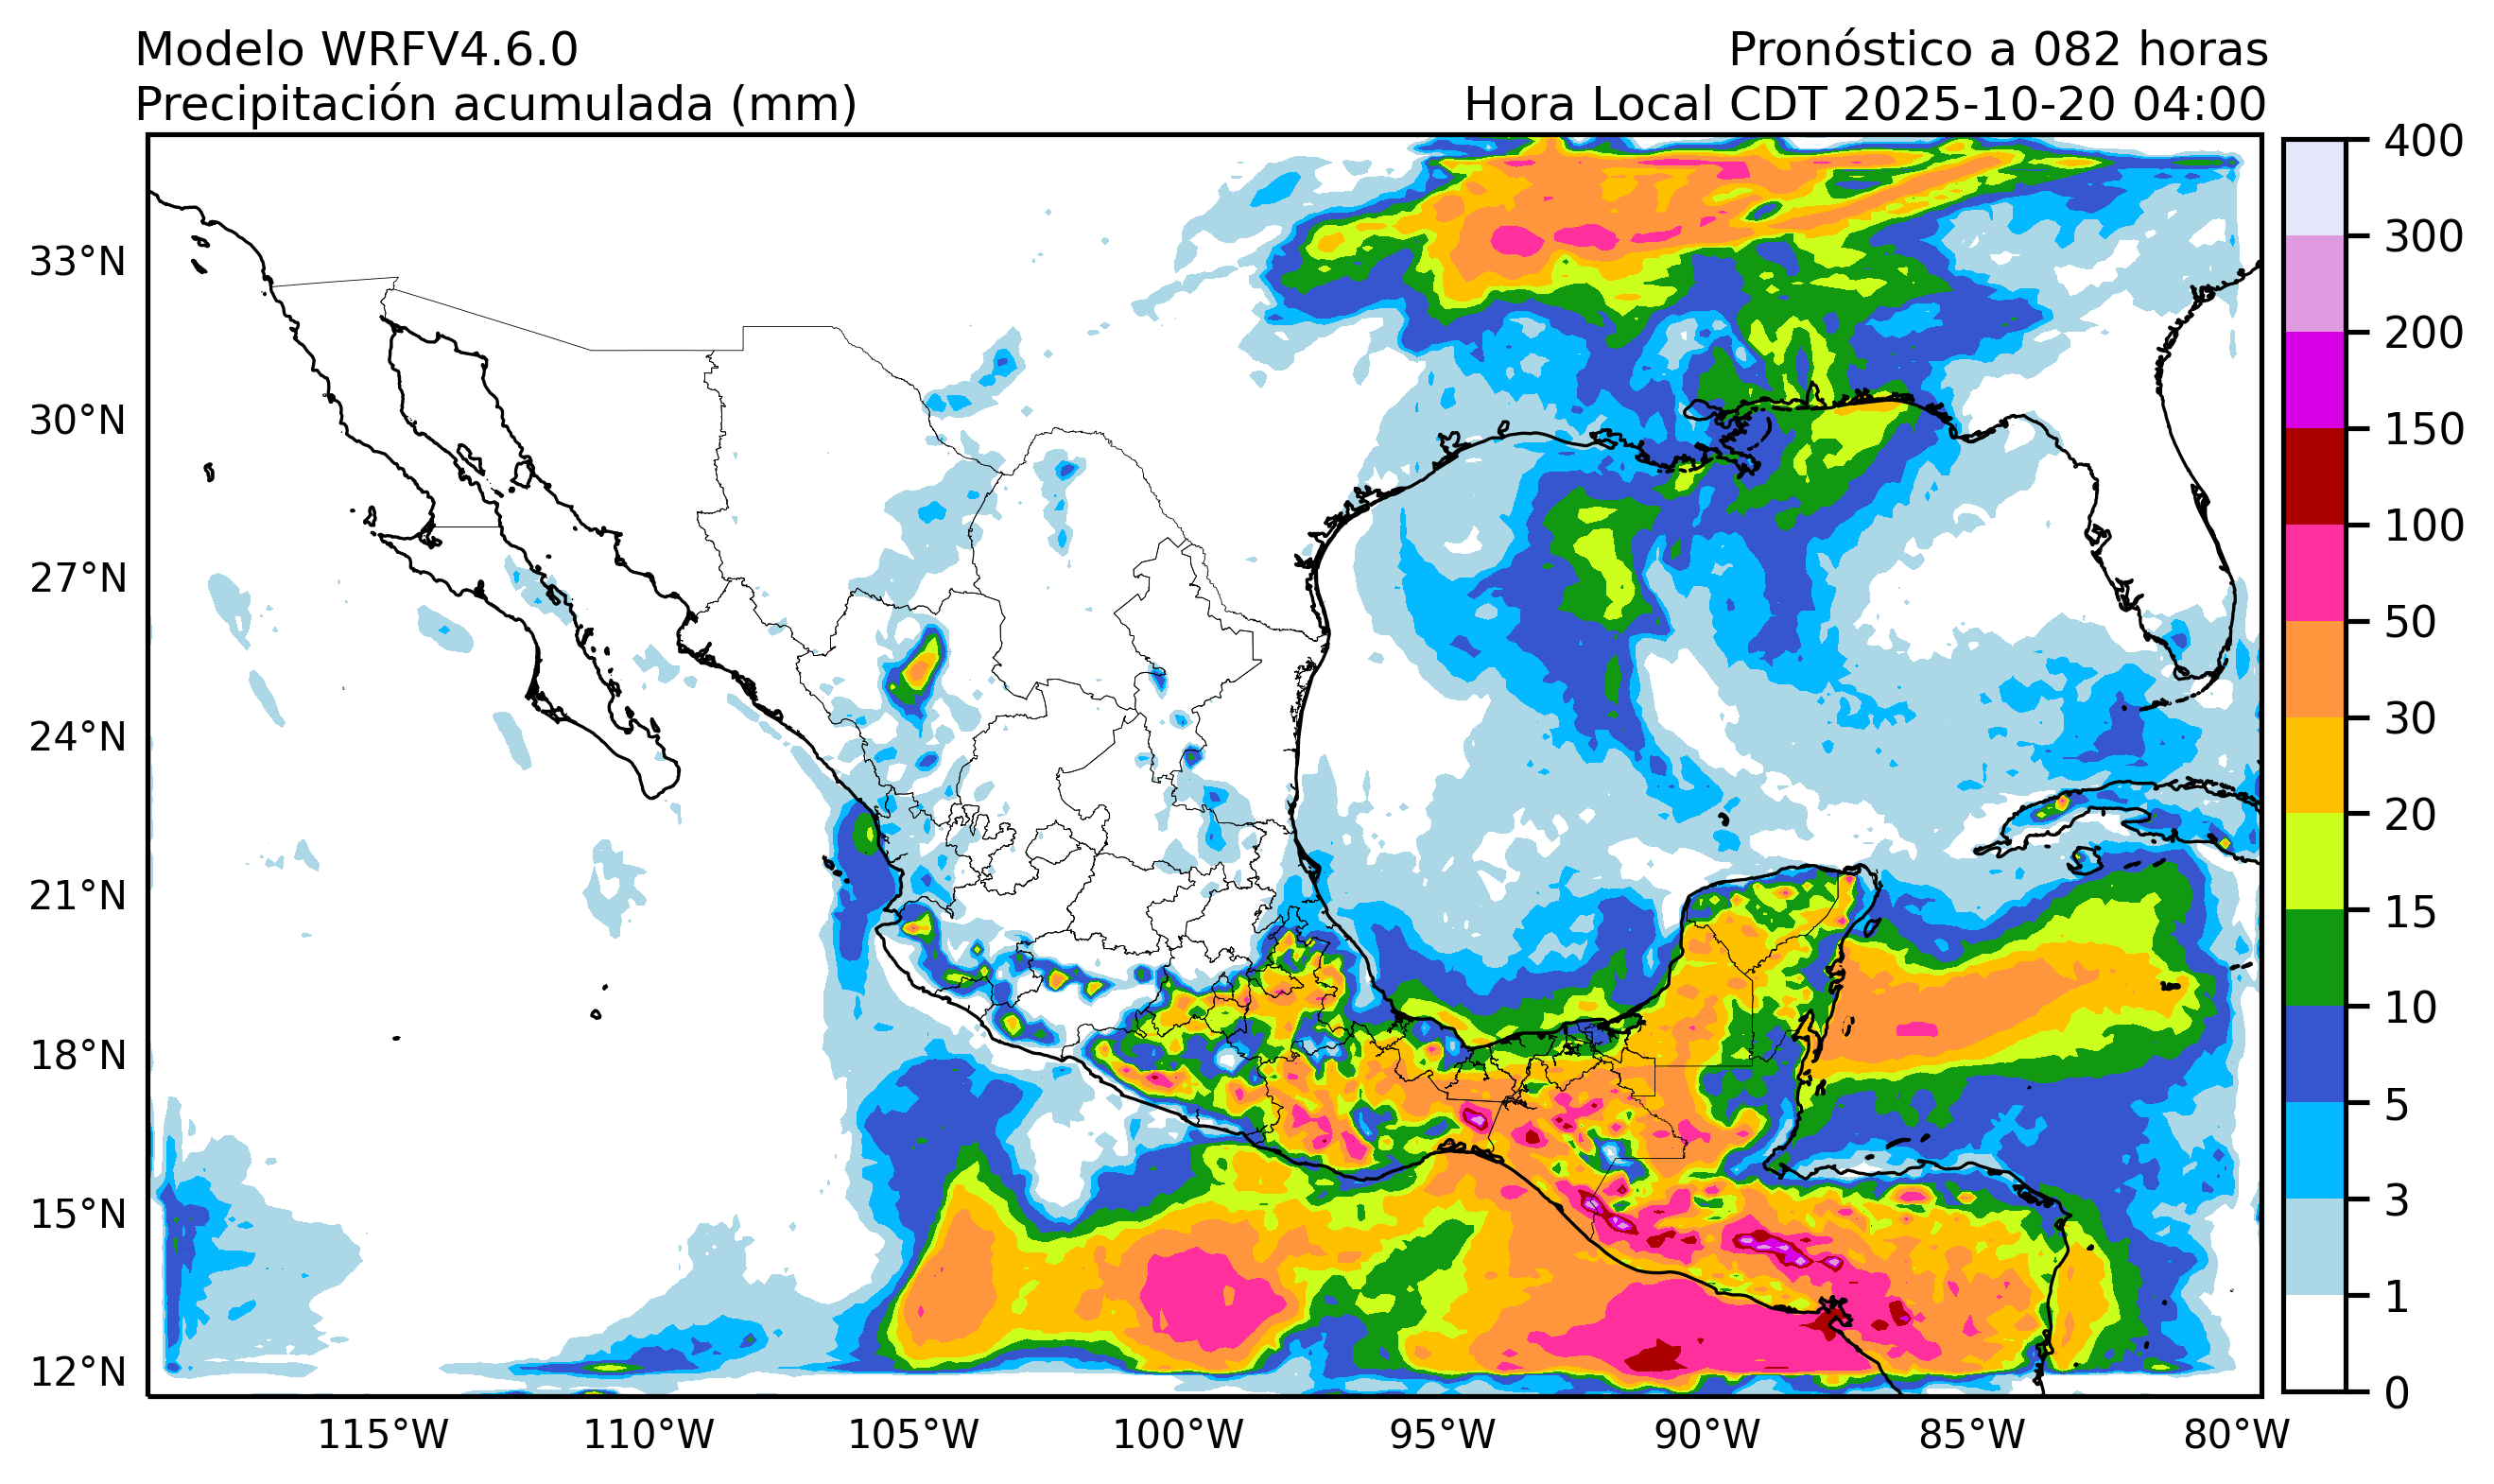 Modelo WRFV4.6.0
Pronóstico a 082 horas
Precipitación acumulada (mm)
Hora Local CDT 2025-10-20 04:00
33°N
30°N
27°N
24°N
21°N
18°N
15°N
12°N
115°W
110°W
105°W
100°W
95°W
90°W
85°W
80°W
400
300
200
150
100
50
30
20
15
10
5
3
1
0